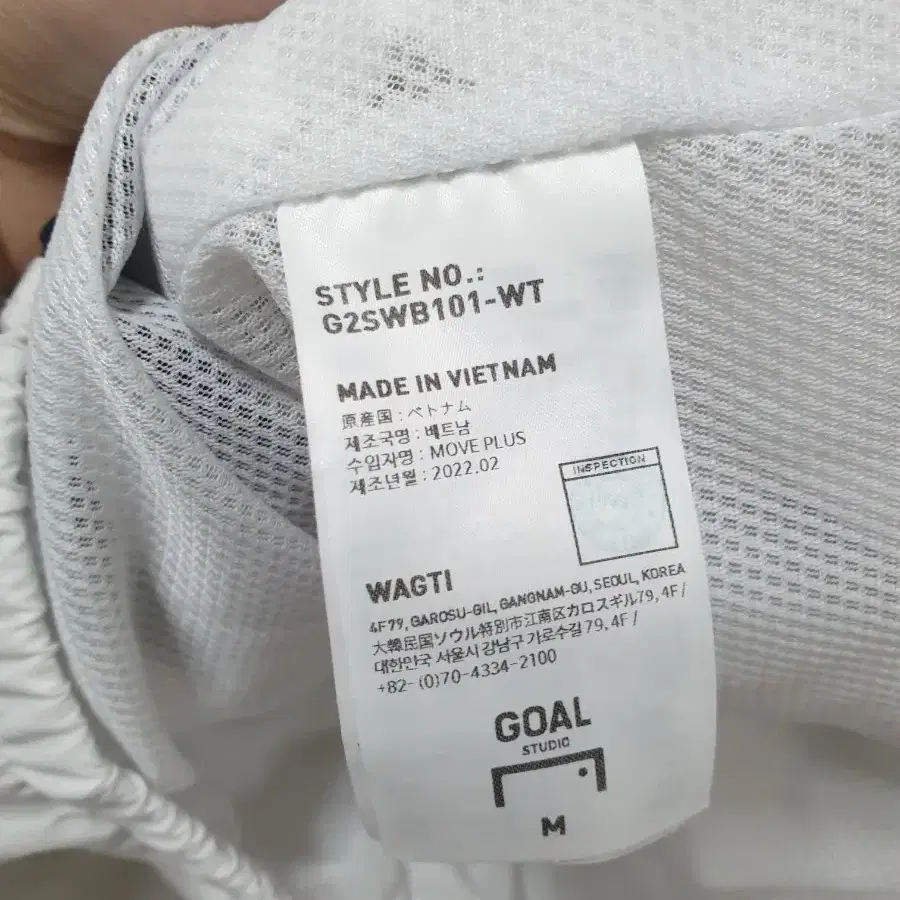 STYLE NO.:
G2SWB101-WT
MADE IN VIETNAM
原産国 : ベトナム
제조국명 : 베트남
수입자명 : MOVE PLUS
제조년월 : 2022.02
INSPECTION
WAGTI
4F 79, GAROSU-GIL, GANGNAM-GU, SEOUL, KOREA
大韓民国ソウル特別市江南区カロスギル79, 4F /
대한민국 서울시 강남구 가로수길 79, 4F /
+82- (0)70-4334-2100
GOAL
STUDIO
M